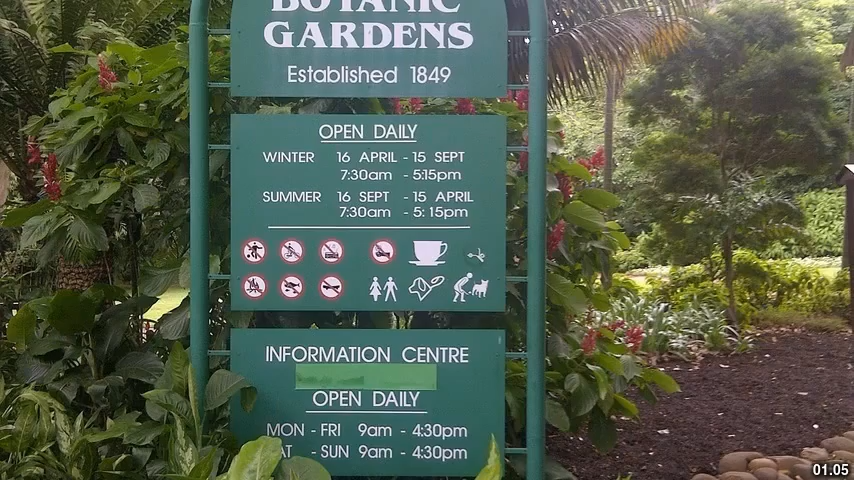 BOTANIC
GARDENS
Established 1849
OPEN DAILY
WINTER 16 APRIL - 15 SEPT
7:30am - 5:15pm
SUMMER 16 SEPT - 15 APRIL
7:30am - 5:15pm
INFORMATION CENTRE
OPEN DAILY
MON - FRI 9am - 4:30pm
SAT - SUN 9am - 4:30pm
01.05